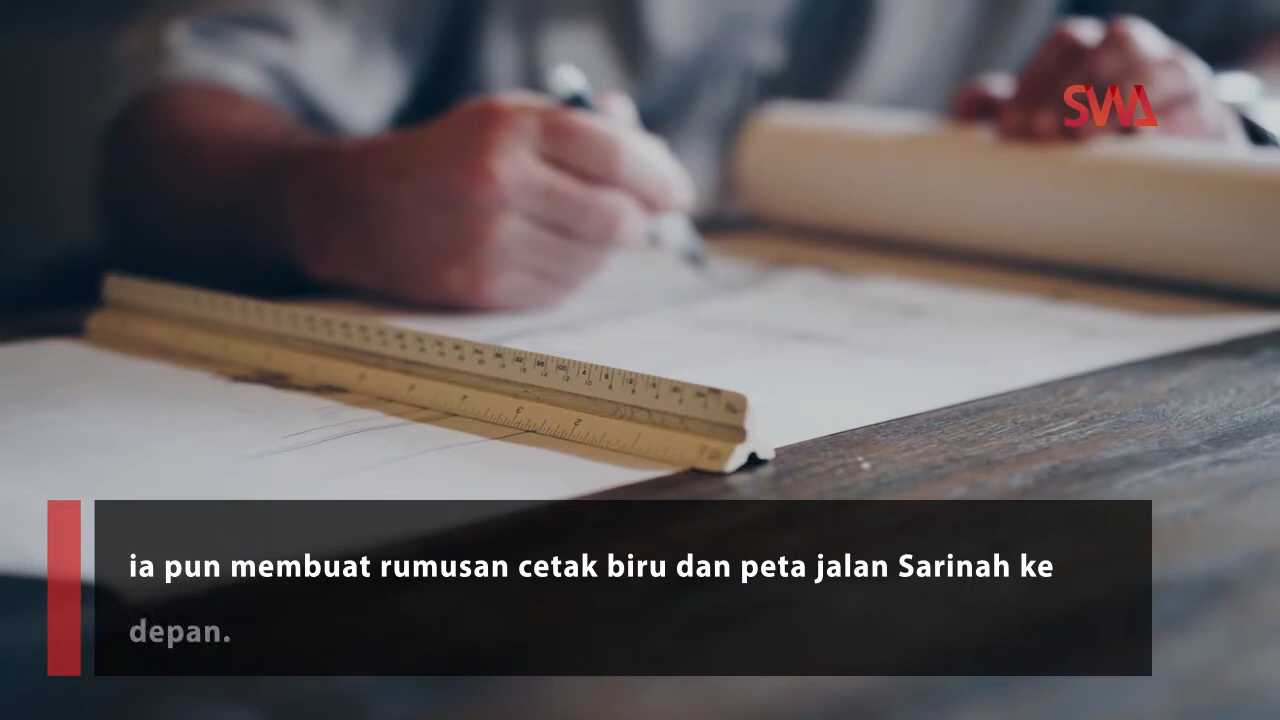 SWA
ia pun membuat rumusan cetak biru dan peta jalan Sarinah ke
depan.